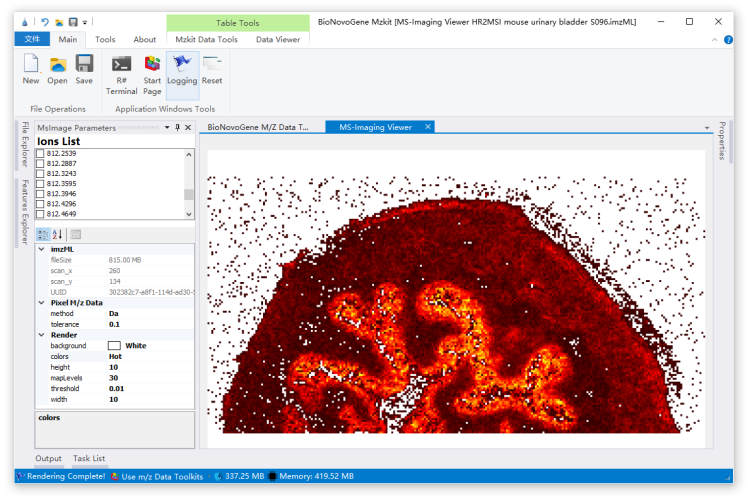 Table Tools
BioNovoGene Mzkit [MS-Imaging Viewer HR2MSI mouse urinary bladder S096.imzML]
文件 Main Tools About Mzkit Data Tools Data Viewer
New Open Save R# Terminal Start Page Logging Reset
File Operations Application Windows Tools
File Explorer
Features Explorer
MsImage Parameters
Ions List
812.2539
812.2887
812.3243
812.3595
812.3946
812.4296
812.4649
imzML
fileSize 815.00 MB
scan_x 260
scan_y 134
UUID 302382c7-a8f1-114d-ad30-
Pixel M/z Data
method Da
tolerance 0.1
Render
background White
colors Hot
height 10
mapLevels 30
threshold 0.01
width 10
colors
BioNovoGene M/Z Data T... MS-Imaging Viewer
Properties
Output Task List
Rendering Complete! Use m/z Data Toolkits 337.25 MB Memory: 419.52 MB